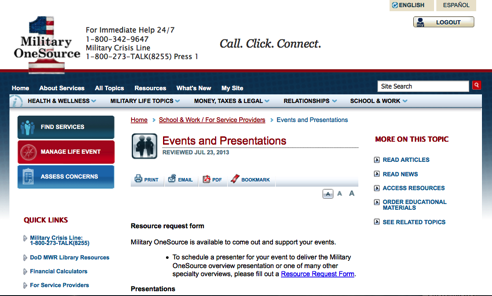 ENGLISH
ESPAÑOL
LOGOUT
Military
OneSource
For Immediate Help 24/7
1-800-342-9647
Military Crisis Line
1-800-273-TALK(8255) Press 1
Call. Click. Connect.
Home About Services All Topics Resources What's New My Site
Site Search
HEALTH & WELLNESS MILITARY LIFE TOPICS MONEY, TAXES & LEGAL RELATIONSHIPS SCHOOL & WORK
FIND SERVICES
MANAGE LIFE EVENT
ASSESS CONCERNS
QUICK LINKS
Military Crisis Line:
1-800-273-TALK(8255)
DoD MWR Library Resources
Financial Calculators
For Service Providers
Home > School & Work / For Service Providers > Events and Presentations
Events and Presentations
REVIEWED JUL 23, 2013
PRINT EMAIL PDF BOOKMARK
A A A
Resource request form
Military OneSource is available to come out and support your events.
• To schedule a presenter for your event to deliver the Military
OneSource overview presentation or one of many other
specialty overviews, please fill out a Resource Request Form.
Presentations
MORE ON THIS TOPIC
READ ARTICLES
READ NEWS
ACCESS RESOURCES
ORDER EDUCATIONAL
MATERIALS
SEE RELATED TOPICS